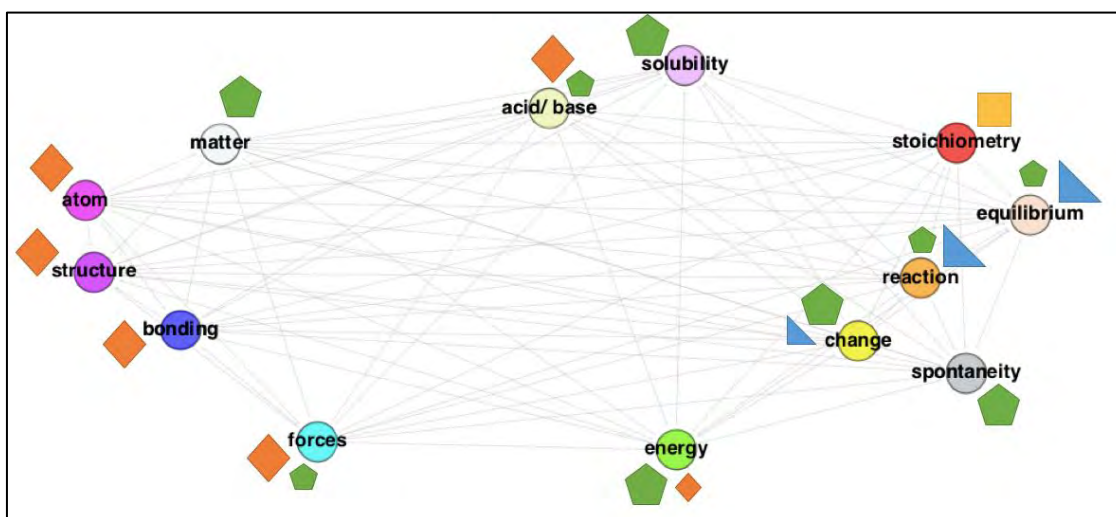 solubility
acid/ base
matter
stoichiometry
atom
equilibrium
structure
reaction
bonding
change
spontaneity
forces
energy